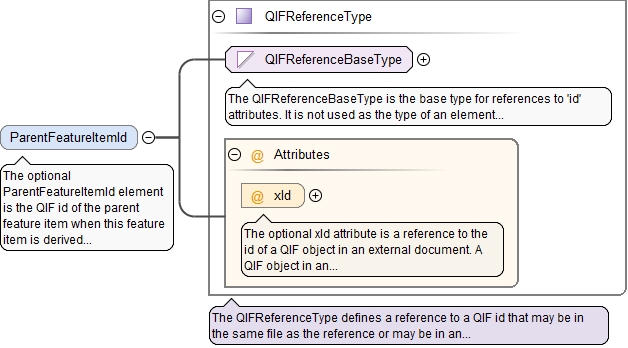 QIFReferenceType
QIFReferenceBaseType
The QIFReferenceBaseType is the base type for references to 'id'
attributes. It is not used as the type of an element...
ParentFeatureItemId
The optional
ParentFeatureItemId element
is the QIF id of the parent
feature item when this feature
item is derived...
@ Attributes
@ xId
The optional xId attribute is a reference to the
id of a QIF object in an external document. A
QIF object in an...
The QIFReferenceType defines a reference to a QIF id that may be in
the same file as the reference or may be in an...